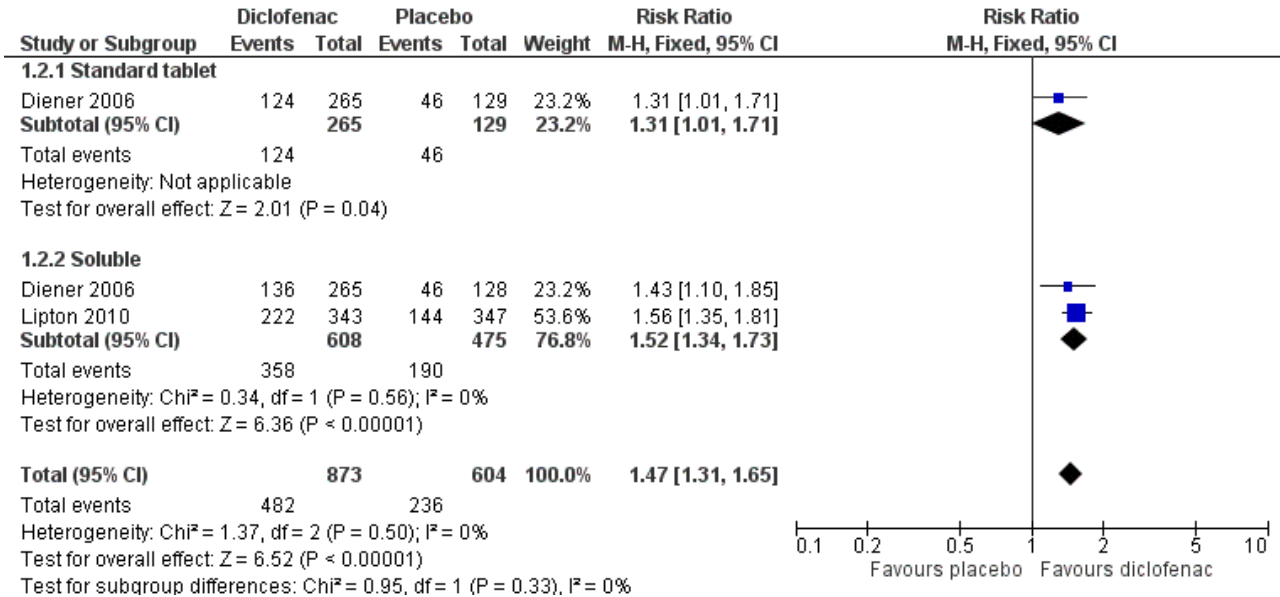 Diclofenac Placebo Risk Ratio Risk Ratio
Study or Subgroup Events Total Events Total Weight M-H, Fixed, 95% CI M-H, Fixed, 95% CI
1.2.1 Standard tablet
Diener 2006 124 265 46 129 23.2% 1.31 [1.01, 1.71]
Subtotal (95% CI) 265 129 23.2% 1.31 [1.01, 1.71]
Total events 124 46
Heterogeneity: Not applicable
Test for overall effect: Z = 2.01 (P = 0.04)
1.2.2 Soluble
Diener 2006 136 265 46 128 23.2% 1.43 [1.10, 1.85]
Lipton 2010 222 343 144 347 53.6% 1.56 [1.35, 1.81]
Subtotal (95% CI) 608 475 76.8% 1.52 [1.34, 1.73]
Total events 358 190
Heterogeneity: Chi² = 0.34, df = 1 (P = 0.56); I² = 0%
Test for overall effect: Z = 6.36 (P < 0.00001)
Total (95% CI) 873 604 100.0% 1.47 [1.31, 1.65]
Total events 482 236
Heterogeneity: Chi² = 1.37, df = 2 (P = 0.50); I² = 0%
Test for overall effect: Z = 6.52 (P < 0.00001)
Test for subgroup differences: Chi² = 0.95, df = 1 (P = 0.33), I² = 0%
0.1 0.2 0.5 1 2 5 10
Favours placebo Favours diclofenac